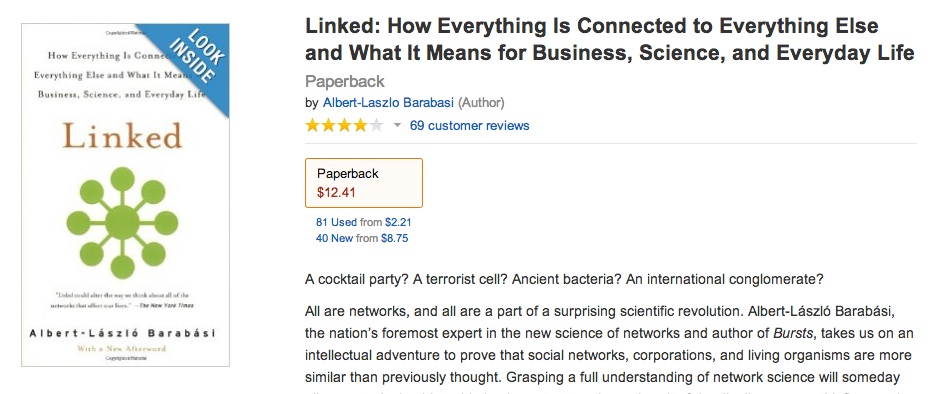 Copyrighted Material
How Everything Is Conne
Everything Else and What It Mean
Business, Science, and Everyday Life
LOOK
INSIDE
Linked
"Linked could alter the way we think about all of the
networks that affect our lives." —The New York Times
Albert-László Barabási
With a New Afterword
Copyrighted Material
Linked: How Everything Is Connected to Everything Else
and What It Means for Business, Science, and Everyday Life
Paperback
by Albert-Laszlo Barabasi (Author)
69 customer reviews
Paperback
$12.41
81 Used from $2.21
40 New from $8.75
A cocktail party? A terrorist cell? Ancient bacteria? An international conglomerate?
All are networks, and all are a part of a surprising scientific revolution. Albert-László Barabási,
the nation's foremost expert in the new science of networks and author of Bursts, takes us on an
intellectual adventure to prove that social networks, corporations, and living organisms are more
similar than previously thought. Grasping a full understanding of network science will someday